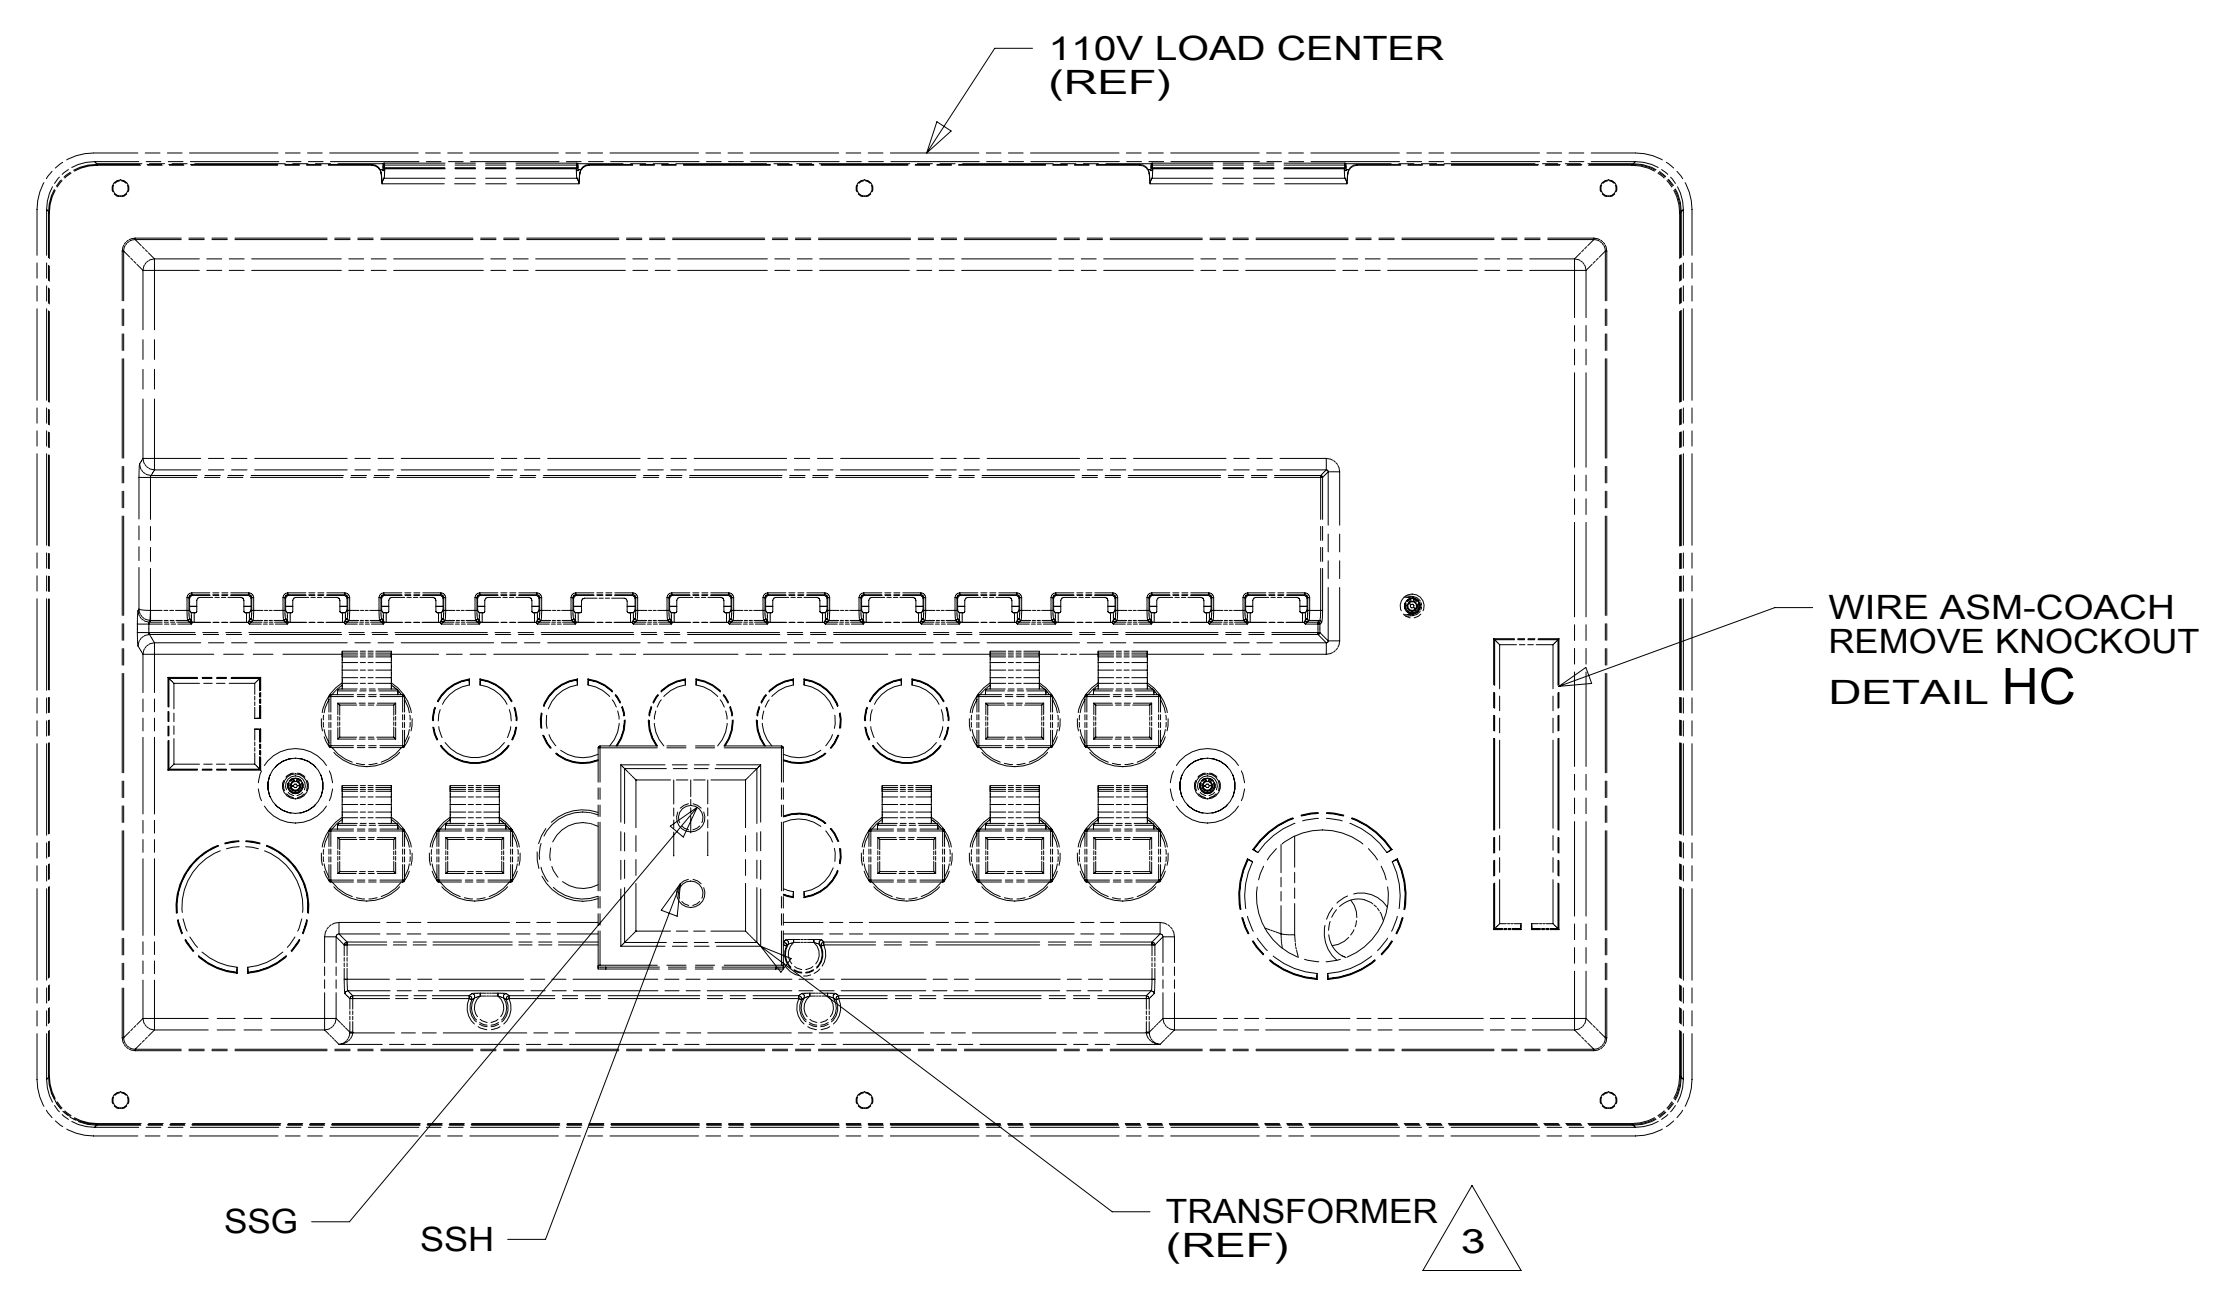 110V LOAD CENTER
(REF)
WIRE ASM-COACH
REMOVE KNOCKOUT
DETAIL HC
SSG
SSH
TRANSFORMER
(REF)
3